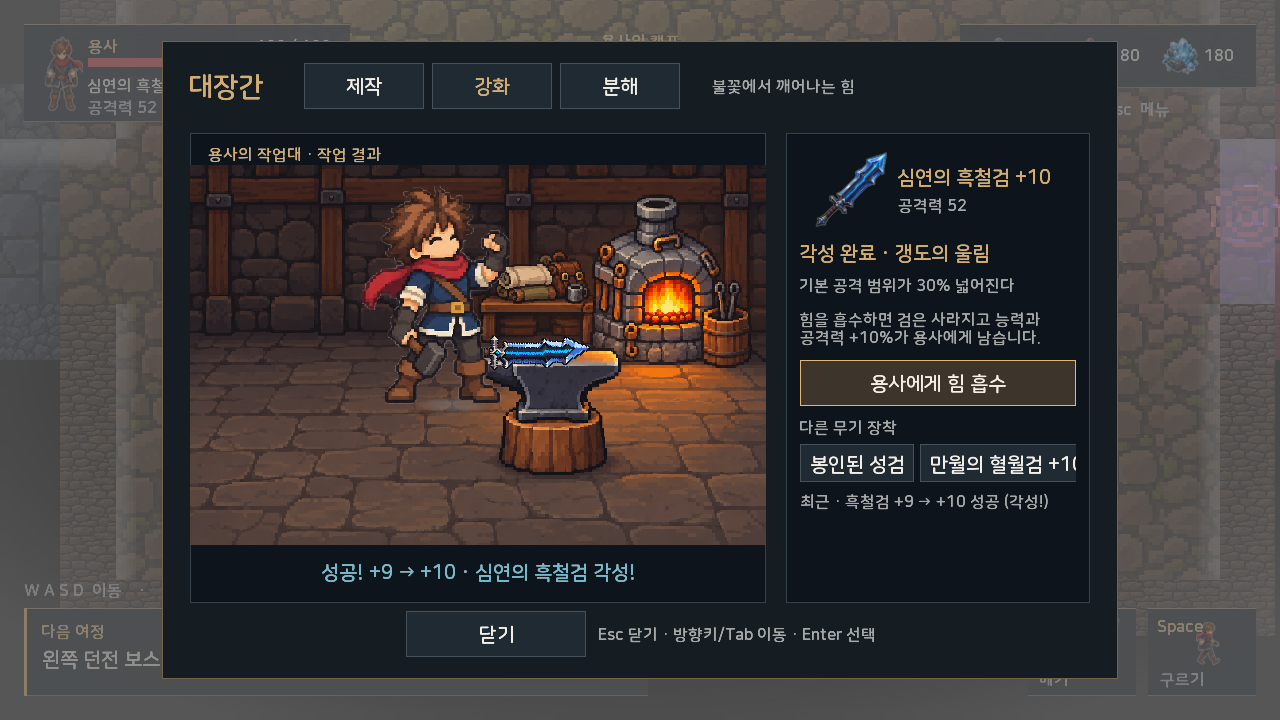 용사
심연의 흑철
공격력 52
80
180
sc 메뉴
대장간
제작
강화
분해
불꽃에서 깨어나는 힘
용사의 작업대 · 작업 결과
심연의 흑철검 +10
공격력 52
각성 완료 · 갱도의 울림
기본 공격 범위가 30% 넓어진다
힘을 흡수하면 검은 사라지고 능력과
공격력 +10%가 용사에게 남습니다.
용사에게 힘 흡수
다른 무기 장착
봉인된 성검
만월의 혈월검 +10
최근 · 흑철검 +9 → +10 성공 (각성!)
성공! +9 → +10 · 심연의 흑철검 각성!
닫기
Esc 닫기 · 방향키/Tab 이동 · Enter 선택
WASD 이동 ·
다음 여정
왼쪽 던전 보스
Space
구르기